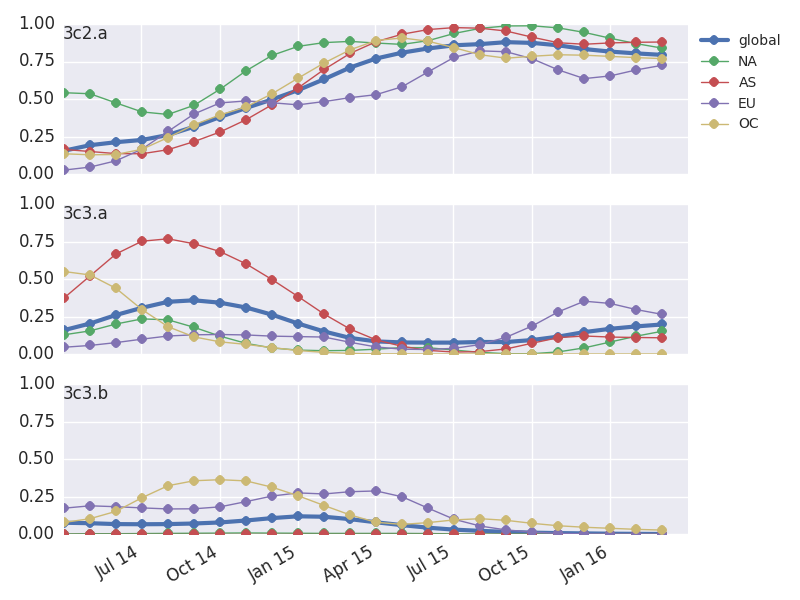 1.00
3c2.a
0.75
0.50
0.25
0.00
global
NA
AS
EU
OC
1.00
3c3.a
0.75
0.50
0.25
0.00
1.00
3c3.b
0.75
0.50
0.25
0.00
Jul 14
Oct 14
Jan 15
Apr 15
Jul 15
Oct 15
Jan 16